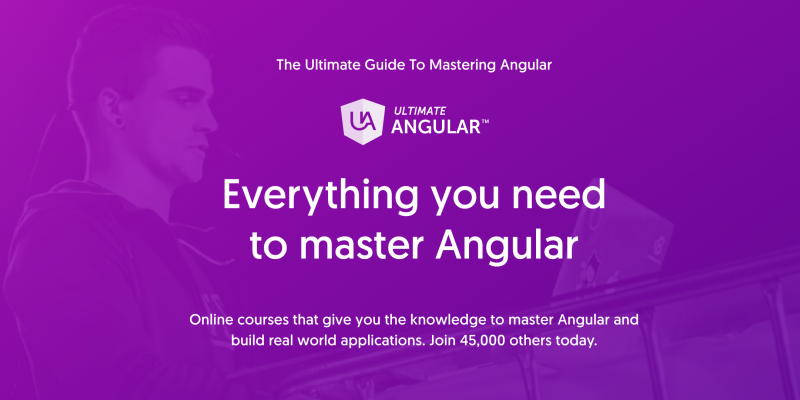 The Ultimate Guide To Mastering Angular
UA
ULTIMATE
ANGULAR™
Everything you need
to master Angular
Online courses that give you the knowledge to master Angular and
build real world applications. Join 45,000 others today.